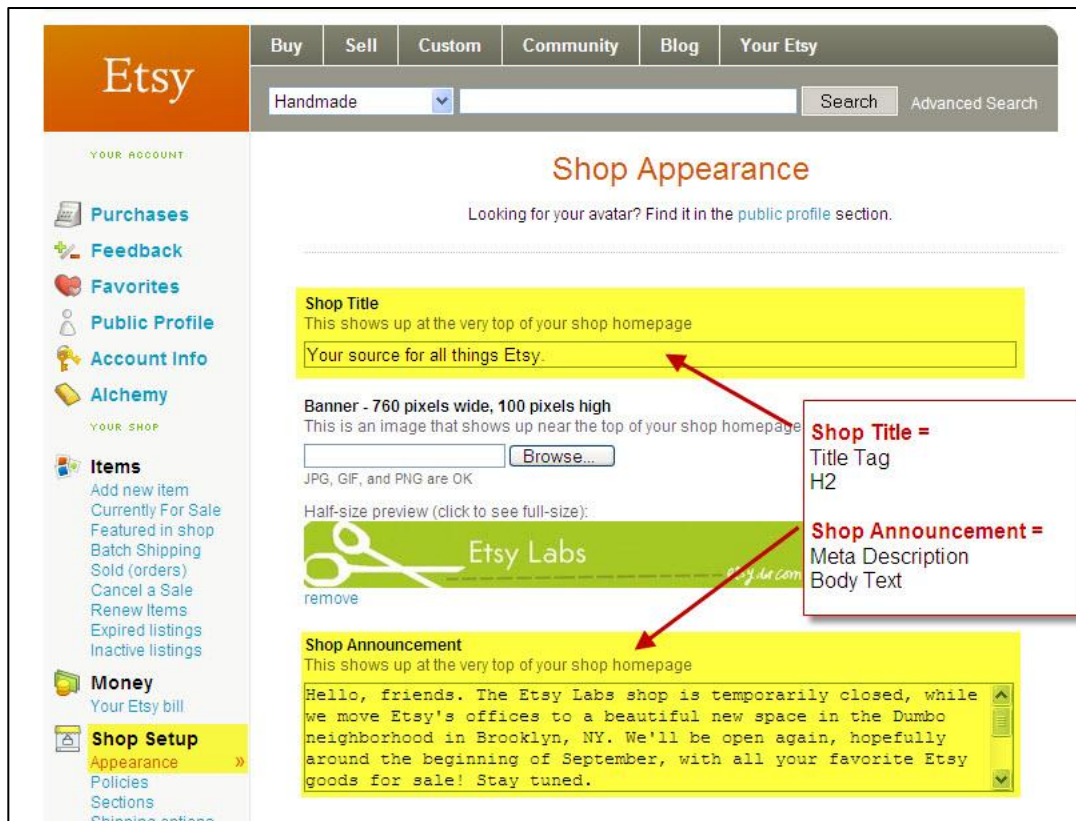 Etsy
Buy Sell Custom Community Blog Your Etsy
Handmade Search Advanced Search
YOUR ACCOUNT
Purchases
Feedback
Favorites
Public Profile
Account Info
Alchemy
YOUR SHOP
Items
Add new item
Currently For Sale
Featured in shop
Batch Shipping
Sold (orders)
Cancel a Sale
Renew Items
Expired listings
Inactive listings
Money
Your Etsy bill
Shop Setup
Appearance »
Policies
Sections
Shipping options
Shop Appearance
Looking for your avatar? Find it in the public profile section.
Shop Title
This shows up at the very top of your shop homepage
Your source for all things Etsy.
Banner - 760 pixels wide, 100 pixels high
This is an image that shows up near the top of your shop homepage
Browse...
JPG, GIF, and PNG are OK
Half-size preview (click to see full-size):
Etsy Labs
remove
Shop Announcement
This shows up at the very top of your shop homepage
Hello, friends. The Etsy Labs shop is temporarily closed, while
we move Etsy's offices to a beautiful new space in the Dumbo
neighborhood in Brooklyn, NY. We'll be open again, hopefully
around the beginning of September, with all your favorite Etsy
goods for sale! Stay tuned.
Shop Title =
Title Tag
H2
Shop Announcement =
Meta Description
Body Text